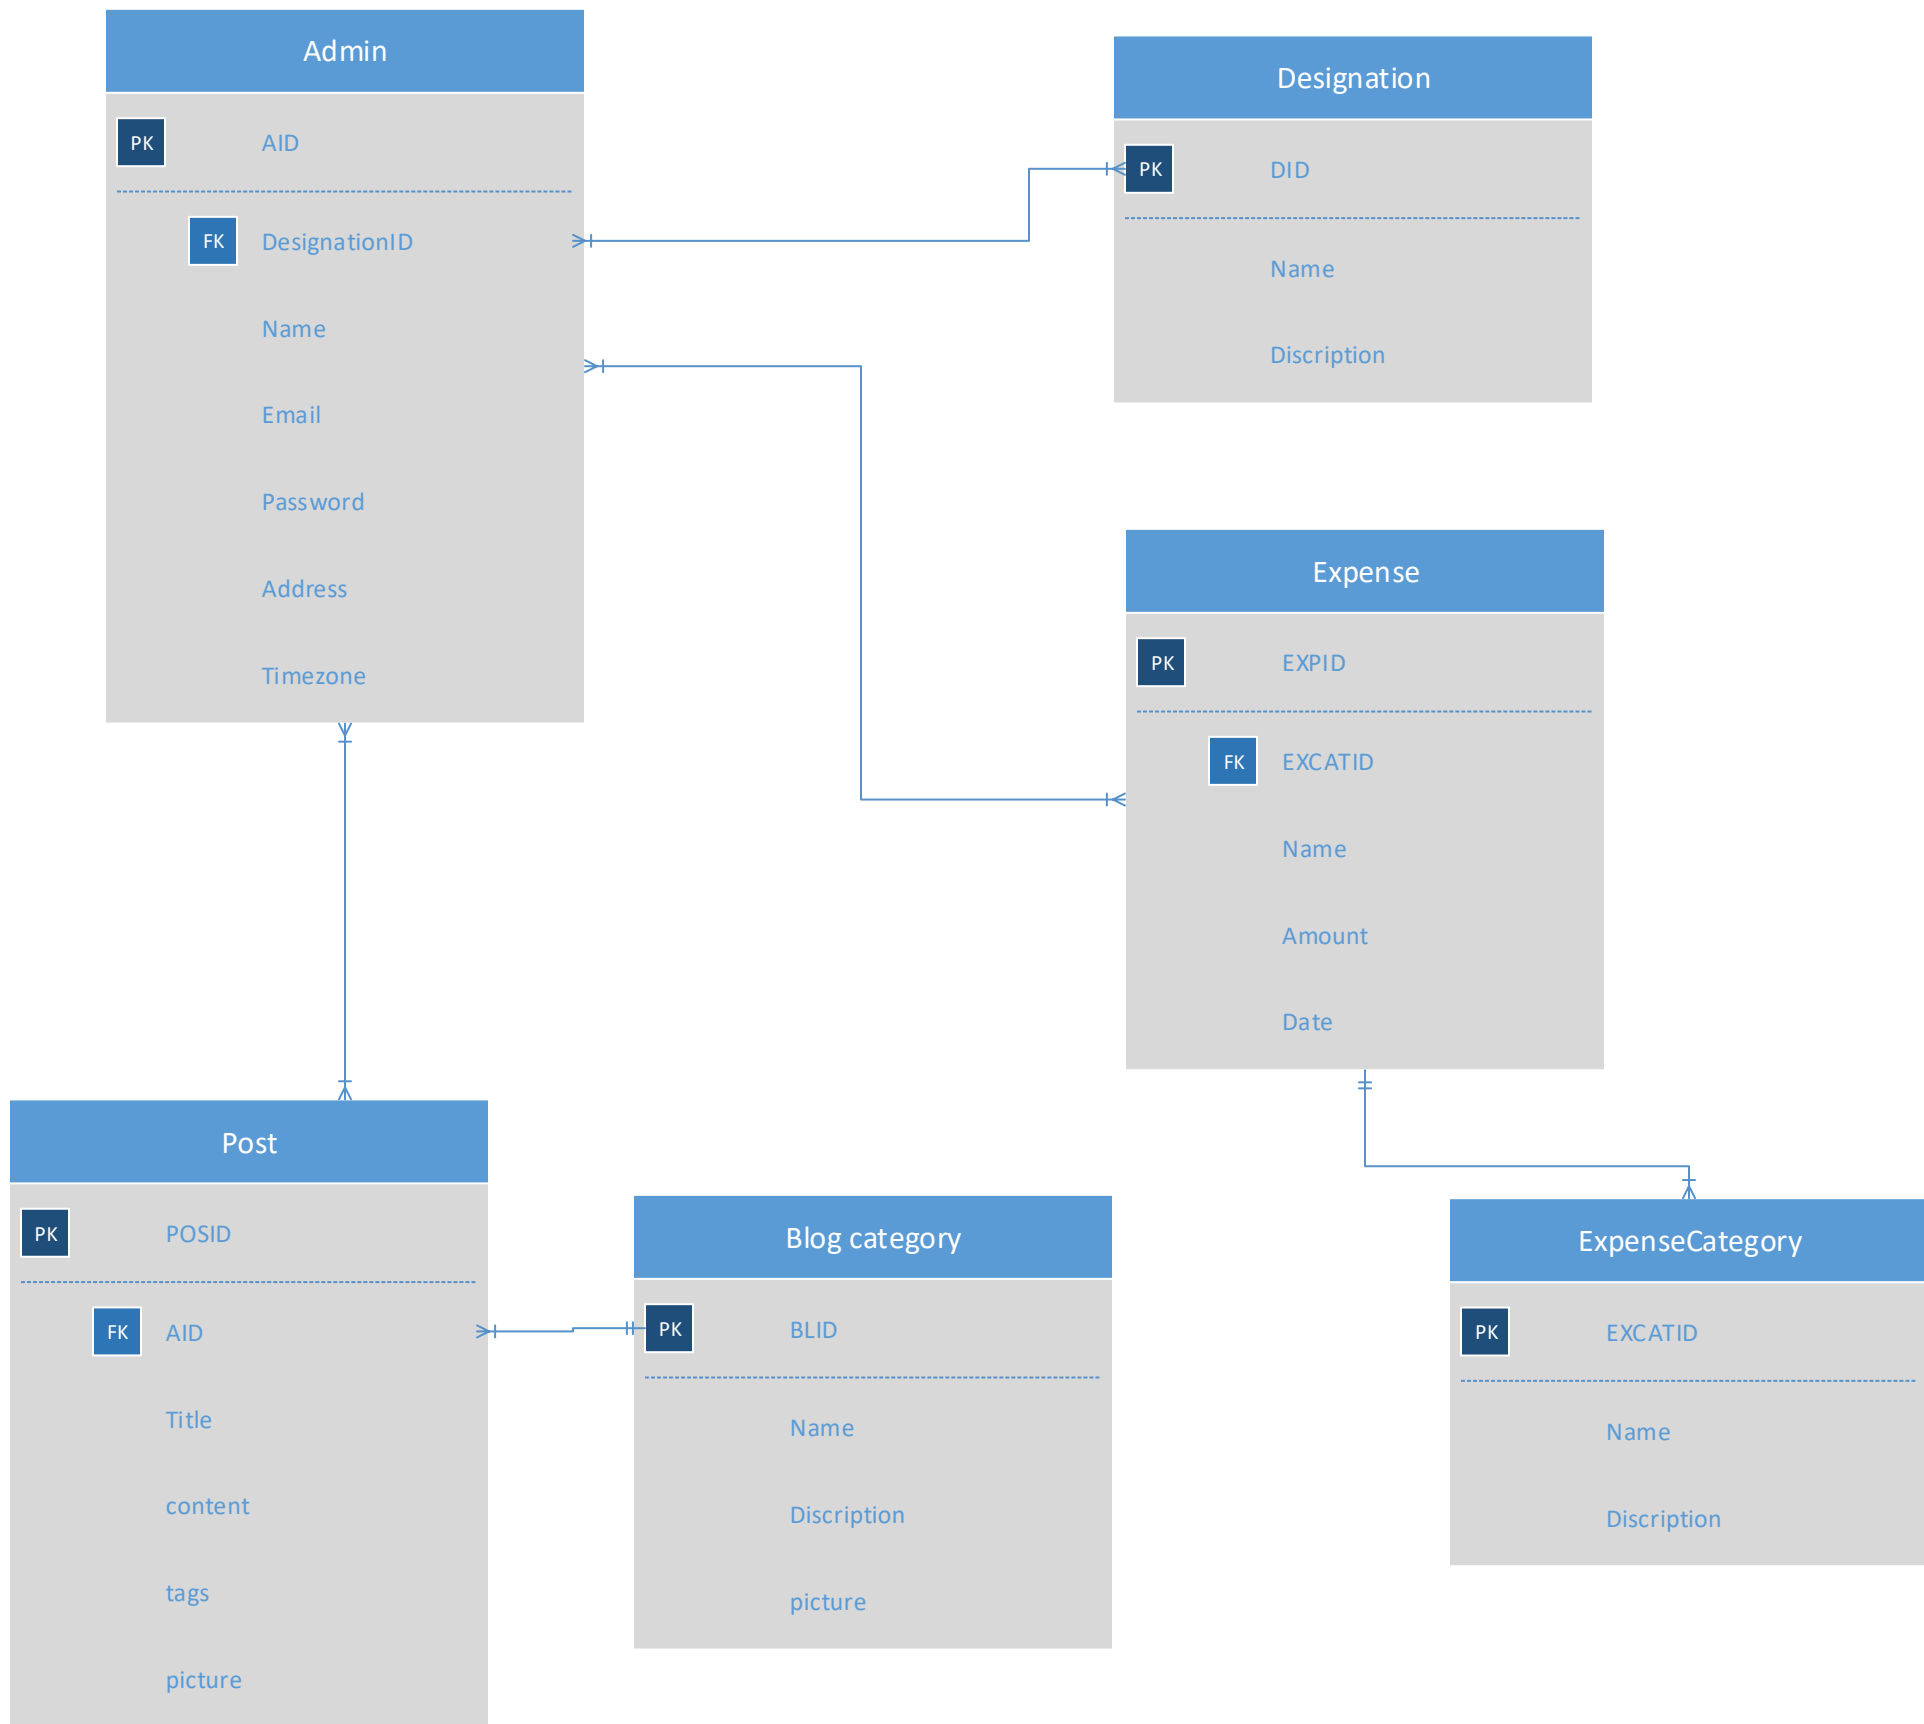 Admin
PK AID
FK DesignationID
Name
Email
Password
Address
Timezone
Designation
PK DID
Name
Discription
Expense
PK EXPID
FK EXCATID
Name
Amount
Date
Post
PK POSID
FK AID
Title
content
tags
picture
Blog category
PK BLID
Name
Discription
picture
ExpenseCategory
PK EXCATID
Name
Discription